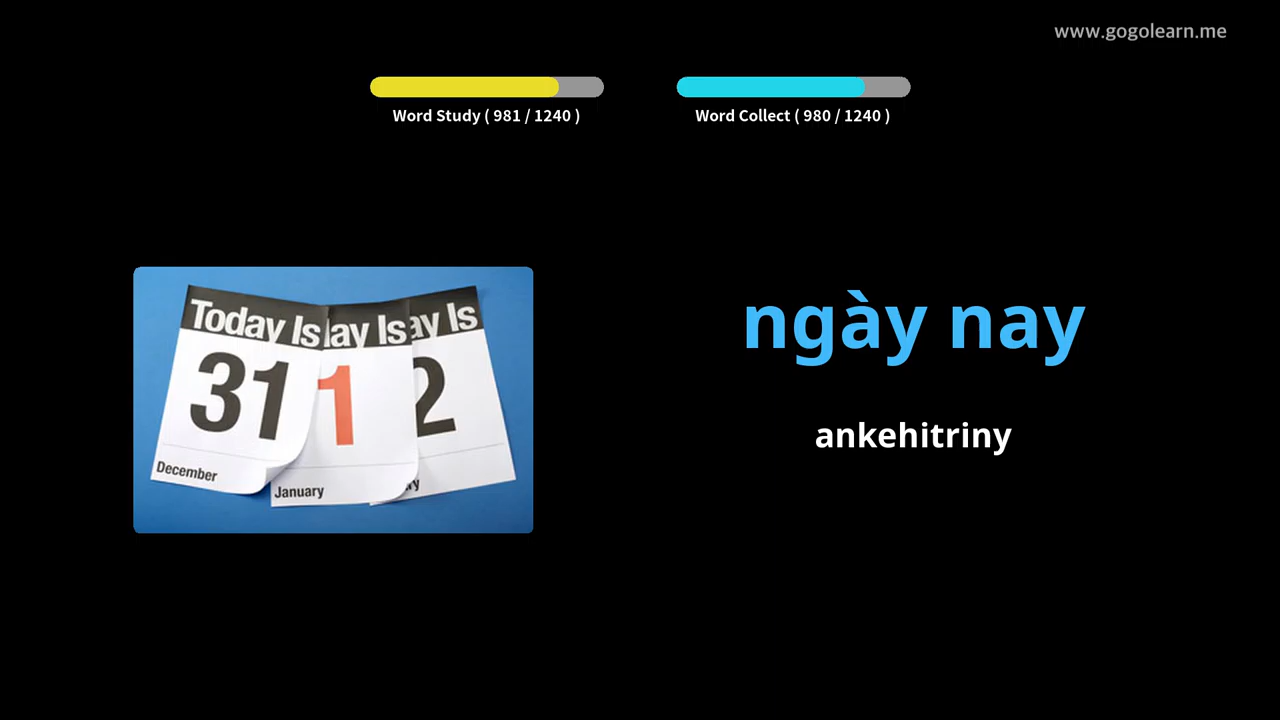 www.gogolearn.me
Word Study ( 981 / 1240 )
Word Collect ( 980 / 1240 )
Today Is
31
December
ay Is
1
January
ay Is
2
ry
ngày nay
ankehitriny